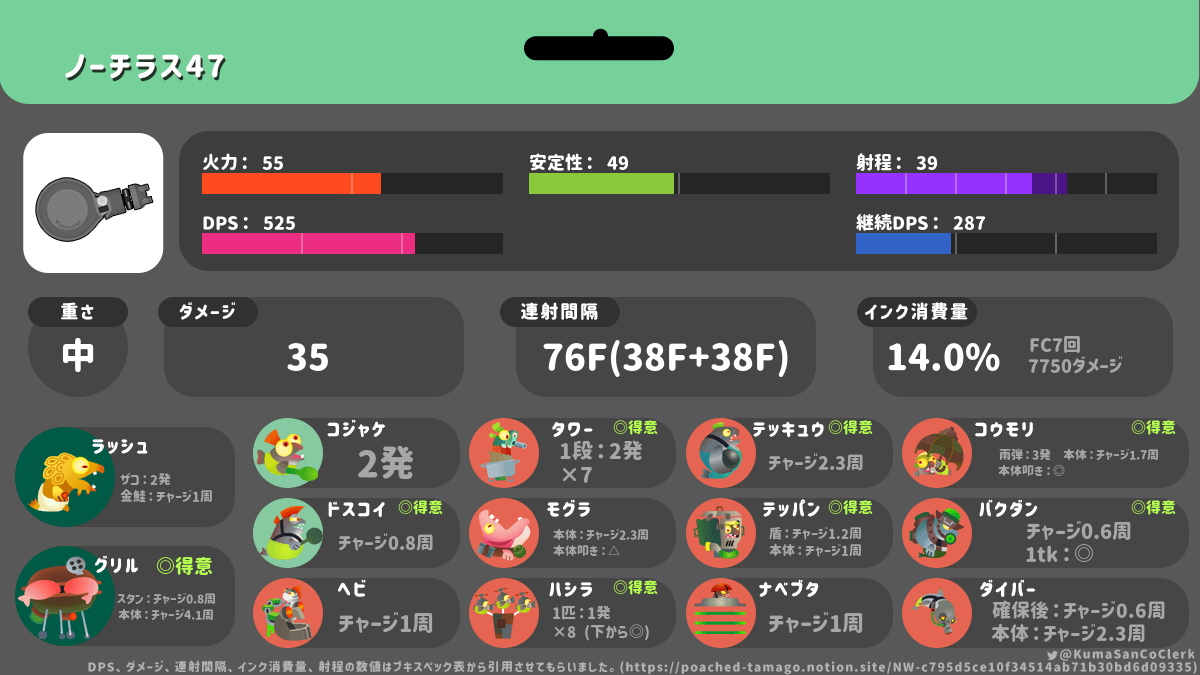 ノーチラス47
火力： 55
安定性： 49
射程： 39
DPS： 525
継続DPS： 287
重さ
中
ダメージ
35
連射間隔
76F(38F+38F)
インク消費量
14.0%
FC7回
7750ダメージ
ラッシュ
ザコ：2発
金鮭：チャージ1周
グリル ◎得意
スタン：チャージ0.8周
本体：チャージ4.1周
コジャケ
2発
タワー ◎得意
1段：2発
×7
テッキュウ ◎得意
チャージ2.3周
コウモリ ◎得意
雨弾：3発 本体：チャージ1.7周
本体叩き：◎
ドスコイ ◎得意
チャージ0.8周
モグラ
本体：チャージ2.3周
本体叩き：△
テッパン ◎得意
盾：チャージ1.2周
本体：チャージ1周
バクダン ◎得意
チャージ0.6周
1tk：◎
ヘビ
チャージ1周
ハシラ ◎得意
1匹：1発
×8 (下から◎)
ナベブタ
チャージ1周
ダイバー
確保後：チャージ0.6周
本体：チャージ2.3周
@KumaSanCoClerk
DPS、ダメージ、連射間隔、インク消費量、射程の数値はブキスペック表から引用させてもらいました。(https://poached-tamago.notion.site/NW-c795d5ce10f34514ab71b30bd6d09335)